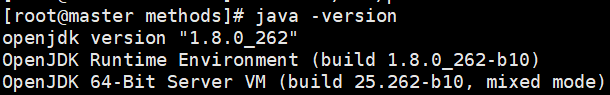 [root@master methods]# java -version
openjdk version "1.8.0_262"
OpenJDK Runtime Environment (build 1.8.0_262-b10)
OpenJDK 64-Bit Server VM (build 25.262-b10, mixed mode)